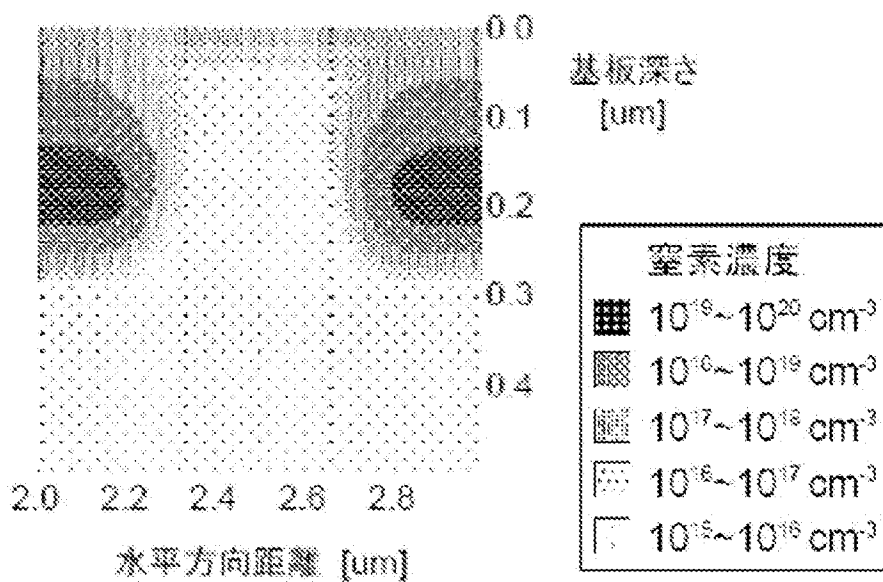 0.0
基板深さ
[um]
0.1
0.2
0.3
0.4
2.0 2.2 2.4 2.6 2.8
水平方向距離 [um]
窒素濃度
10¹⁹~10²⁰ cm⁻³
10¹⁸~10¹⁹ cm⁻³
10¹⁷~10¹⁸ cm⁻³
10¹⁶~10¹⁷ cm⁻³
10¹⁵~10¹⁶ cm⁻³